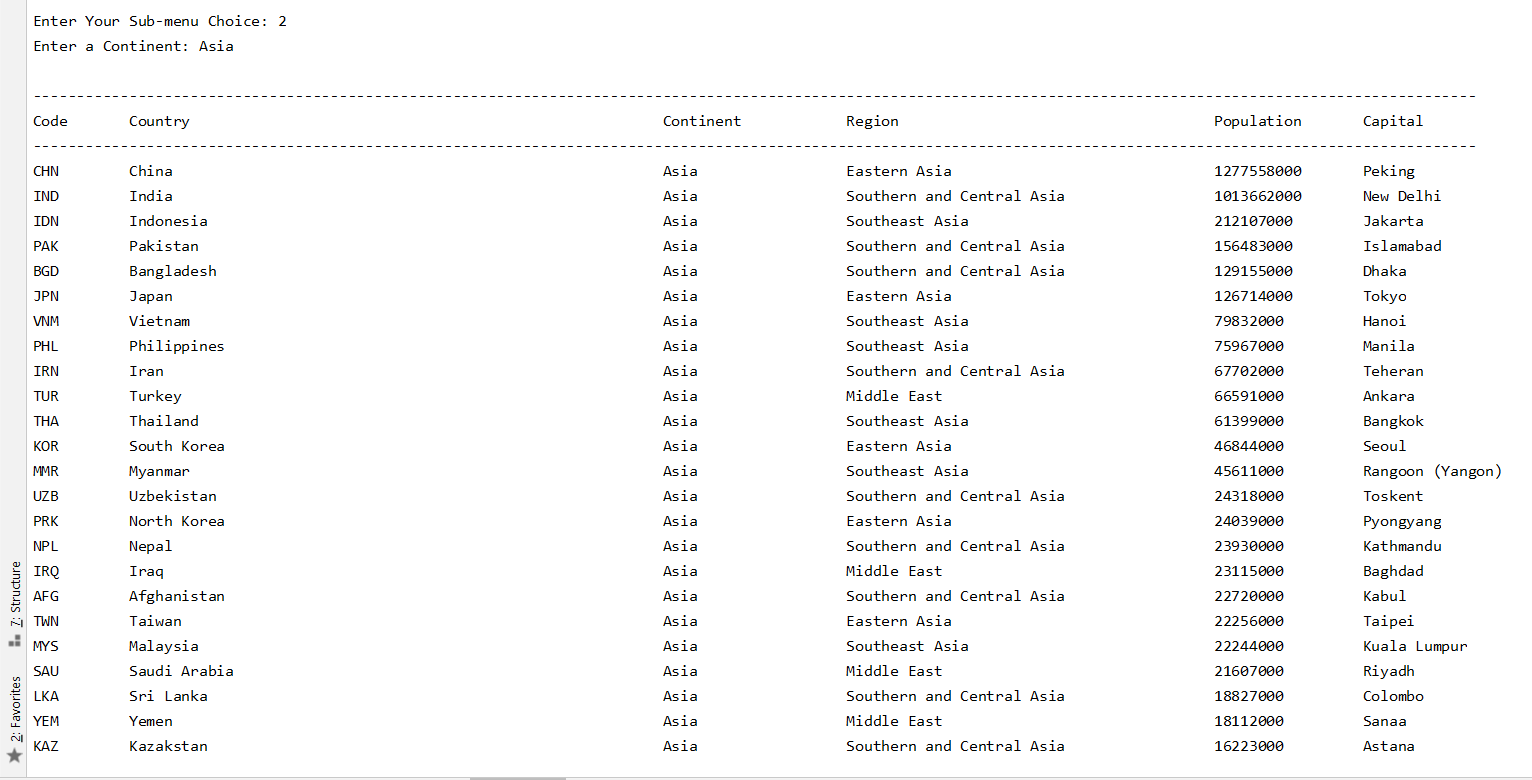 Enter Your Sub-menu Choice: 2
Enter a Continent: Asia
--------------------------------------------------------------------------------------------------------------------------------------------------------------------
Code Country Continent Region Population Capital
--------------------------------------------------------------------------------------------------------------------------------------------------------------------
CHN China Asia Eastern Asia 1277558000 Peking
IND India Asia Southern and Central Asia 1013662000 New Delhi
IDN Indonesia Asia Southeast Asia 212107000 Jakarta
PAK Pakistan Asia Southern and Central Asia 156483000 Islamabad
BGD Bangladesh Asia Southern and Central Asia 129155000 Dhaka
JPN Japan Asia Eastern Asia 126714000 Tokyo
VNM Vietnam Asia Southeast Asia 79832000 Hanoi
PHL Philippines Asia Southeast Asia 75967000 Manila
IRN Iran Asia Southern and Central Asia 67702000 Teheran
TUR Turkey Asia Middle East 66591000 Ankara
THA Thailand Asia Southeast Asia 61399000 Bangkok
KOR South Korea Asia Eastern Asia 46844000 Seoul
MMR Myanmar Asia Southeast Asia 45611000 Rangoon (Yangon)
UZB Uzbekistan Asia Southern and Central Asia 24318000 Toskent
PRK North Korea Asia Eastern Asia 24039000 Pyongyang
NPL Nepal Asia Southern and Central Asia 23930000 Kathmandu
IRQ Iraq Asia Middle East 23115000 Baghdad
AFG Afghanistan Asia Southern and Central Asia 22720000 Kabul
TWN Taiwan Asia Eastern Asia 22256000 Taipei
MYS Malaysia Asia Southeast Asia 22244000 Kuala Lumpur
SAU Saudi Arabia Asia Middle East 21607000 Riyadh
LKA Sri Lanka Asia Southern and Central Asia 18827000 Colombo
YEM Yemen Asia Middle East 18112000 Sanaa
KAZ Kazakstan Asia Southern and Central Asia 16223000 Astana
7: Structure
2: Favorites